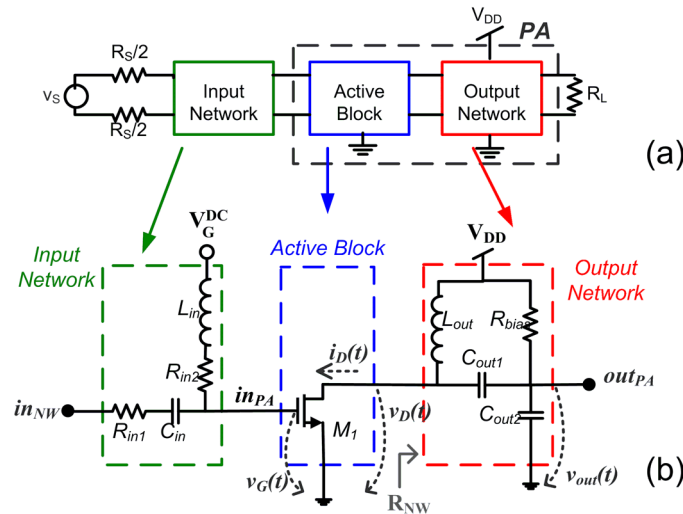 V_DD
PA
R_S/2
Input Network
Active Block
Output Network
v_S
R_L
R_S/2
(a)
V_G^DC
Input Network
Active Block
V_DD
Output Network
L_in
L_out
R_bias
R_in2
i_D(t)
C_out1
in_NW
in_PA
out_PA
R_in1
C_in
M_1
v_D(t)
C_out2
v_G(t)
R_NW
v_out(t)
(b)